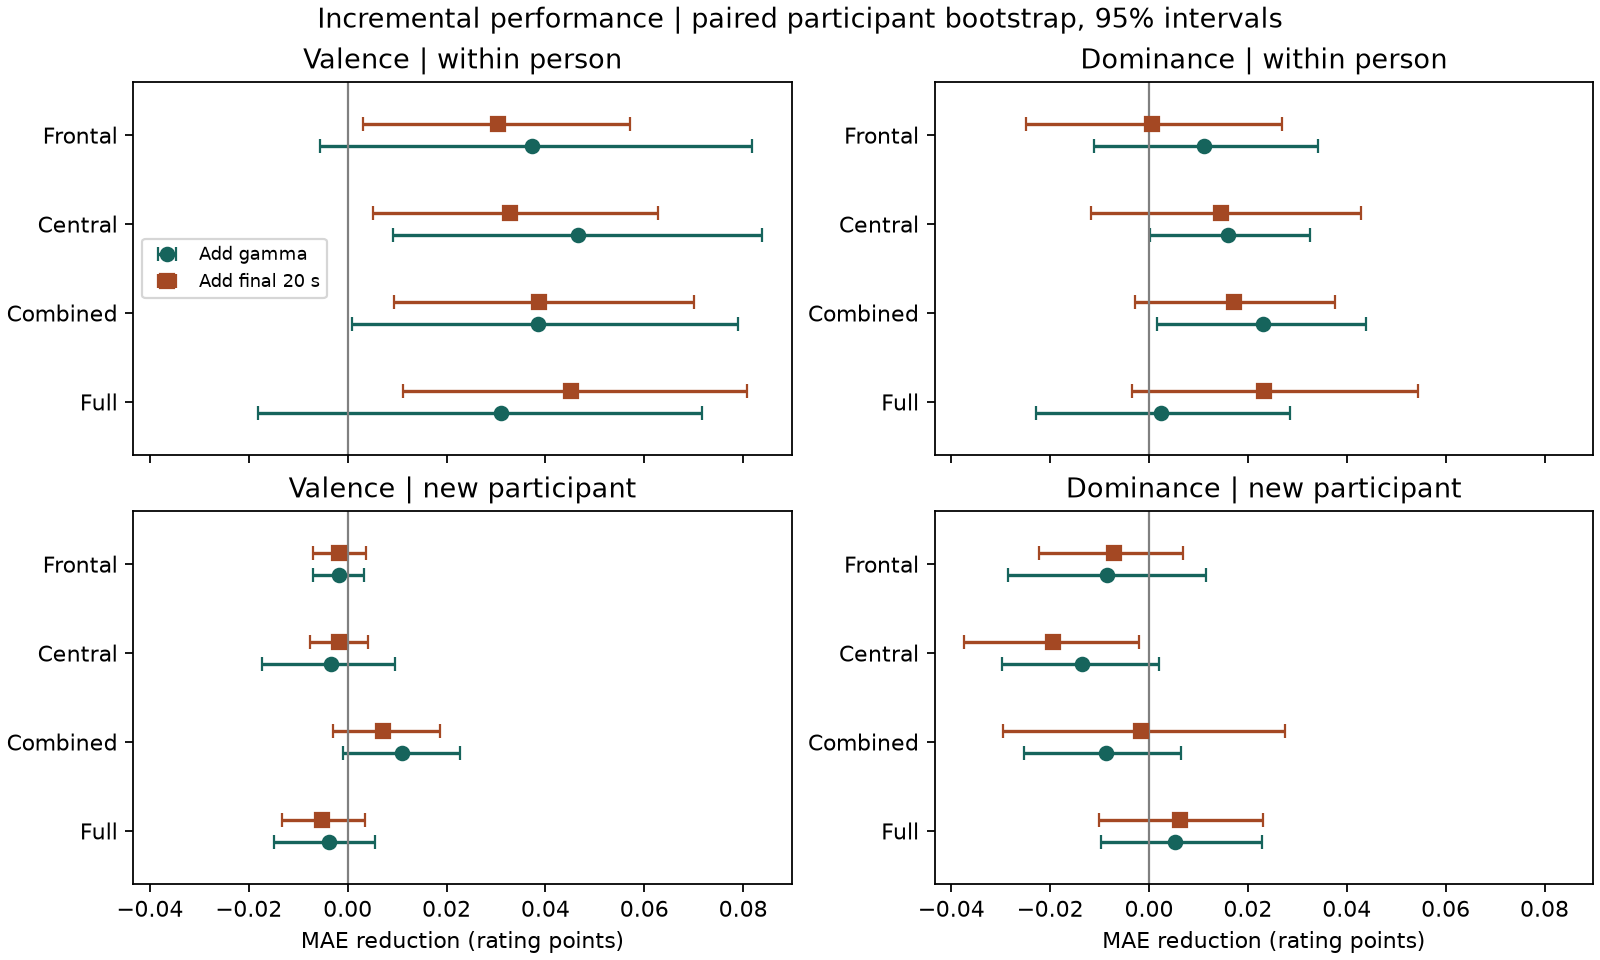 Incremental performance | paired participant bootstrap, 95% intervals
Valence | within person
Frontal
Central
Combined
Full
Add gamma
Add final 20 s
Dominance | within person
Frontal
Central
Combined
Full
Valence | new participant
Frontal
Central
Combined
Full
−0.04 −0.02 0.00 0.02 0.04 0.06 0.08
MAE reduction (rating points)
Dominance | new participant
Frontal
Central
Combined
Full
−0.04 −0.02 0.00 0.02 0.04 0.06 0.08
MAE reduction (rating points)